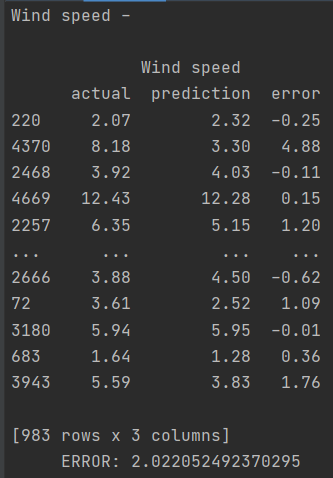 Wind speed -
Wind speed
actual prediction error
220 2.07 2.32 -0.25
4370 8.18 3.30 4.88
2468 3.92 4.03 -0.11
4669 12.43 12.28 0.15
2257 6.35 5.15 1.20
... ... ... ...
2666 3.88 4.50 -0.62
72 3.61 2.52 1.09
3180 5.94 5.95 -0.01
683 1.64 1.28 0.36
3943 5.59 3.83 1.76
[983 rows x 3 columns]
ERROR: 2.022052492370295